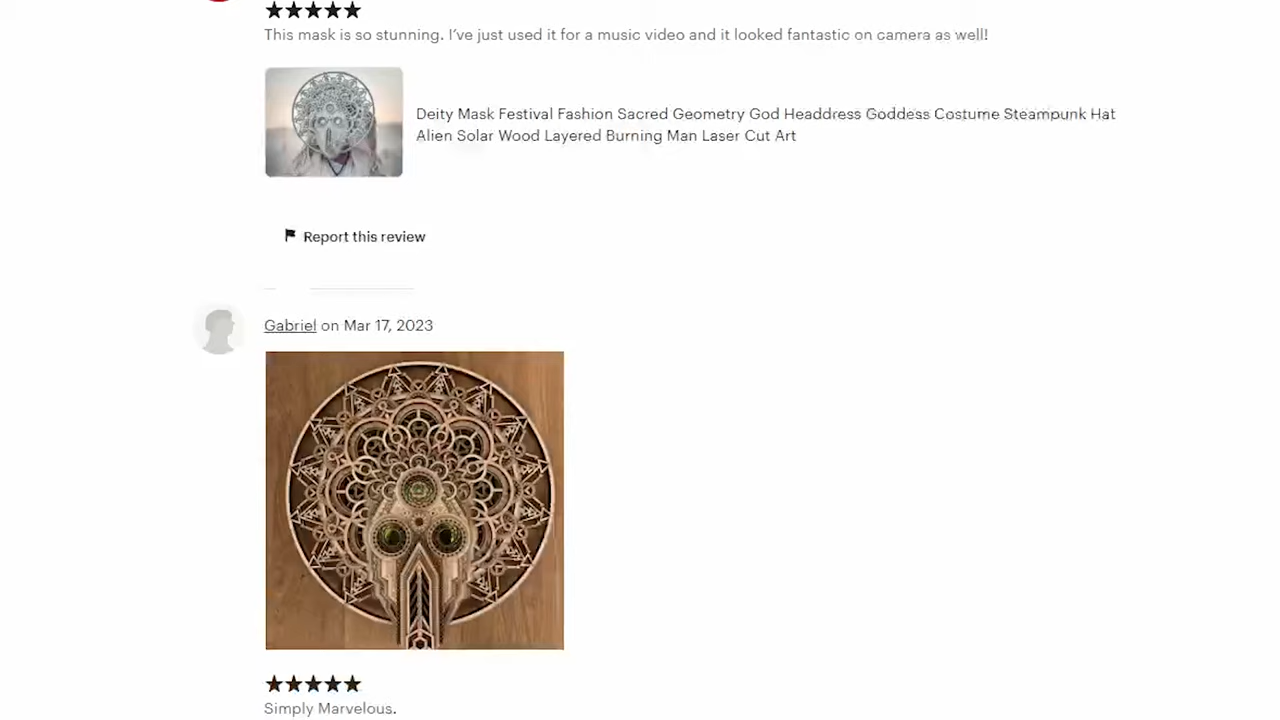 ★★★★★
This mask is so stunning. I've just used it for a music video and it looked fantastic on camera as well!
Deity Mask Festival Fashion Sacred Geometry God Headdress Goddess Costume Steampunk Hat
Alien Solar Wood Layered Burning Man Laser Cut Art
Report this review
Gabriel on Mar 17, 2023
★★★★★
Simply Marvelous.